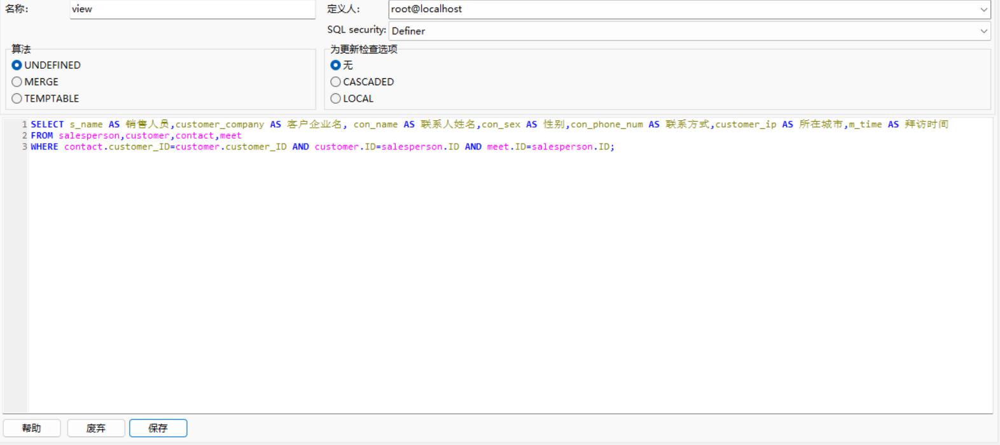 名称: view 定义人: root@localhost
SQL security: Definer
算法 为更新检查选项
UNDEFINED 无
MERGE CASCADED
TEMPTABLE LOCAL
1 SELECT s_name AS 销售人员,customer_company AS 客户企业名, con_name AS 联系人姓名,con_sex AS 性别,con_phone_num AS 联系方式,customer_ip AS 所在城市,m_time AS 拜访时间
2 FROM salesperson,customer,contact,meet
3 WHERE contact.customer_ID=customer.customer_ID AND customer.ID=salesperson.ID AND meet.ID=salesperson.ID;
帮助 废弃 保存